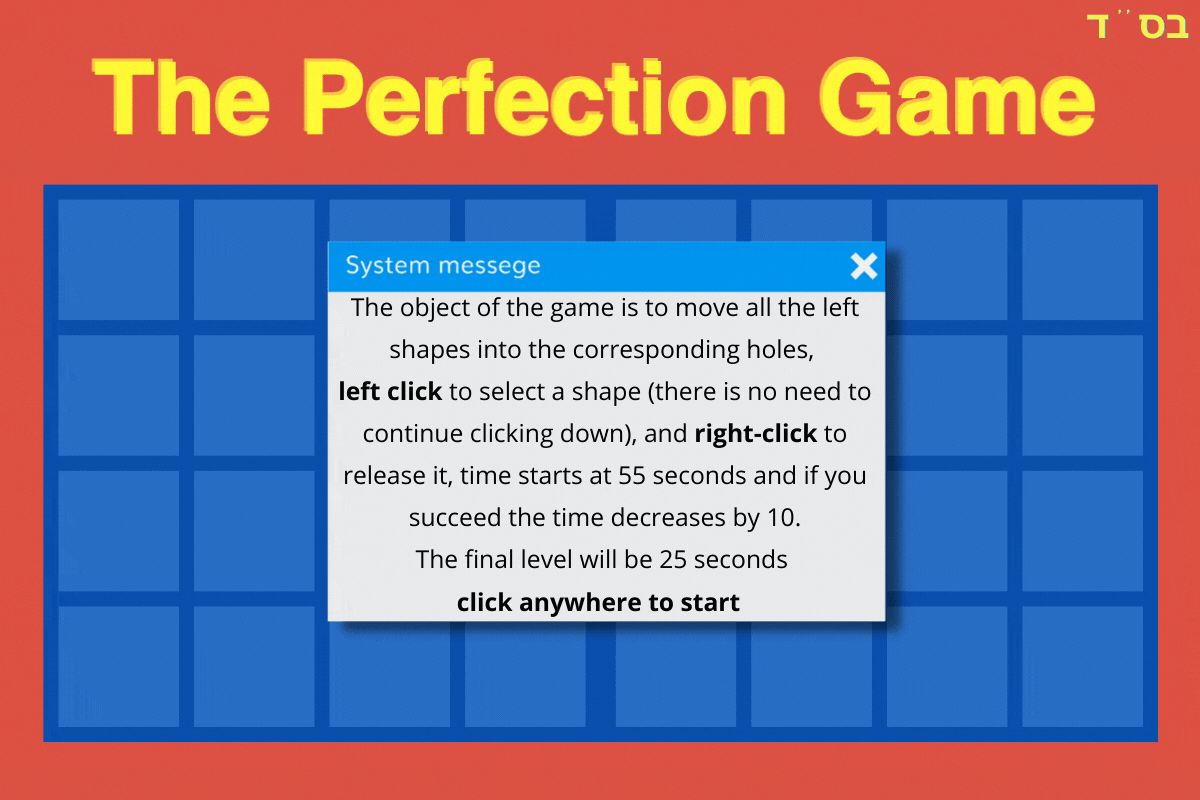 בס״ד
The Perfection Game
System messege
The object of the game is to move all the left
shapes into the corresponding holes,
left click to select a shape (there is no need to
continue clicking down), and right-click to
release it, time starts at 55 seconds and if you
succeed the time decreases by 10.
The final level will be 25 seconds
click anywhere to start